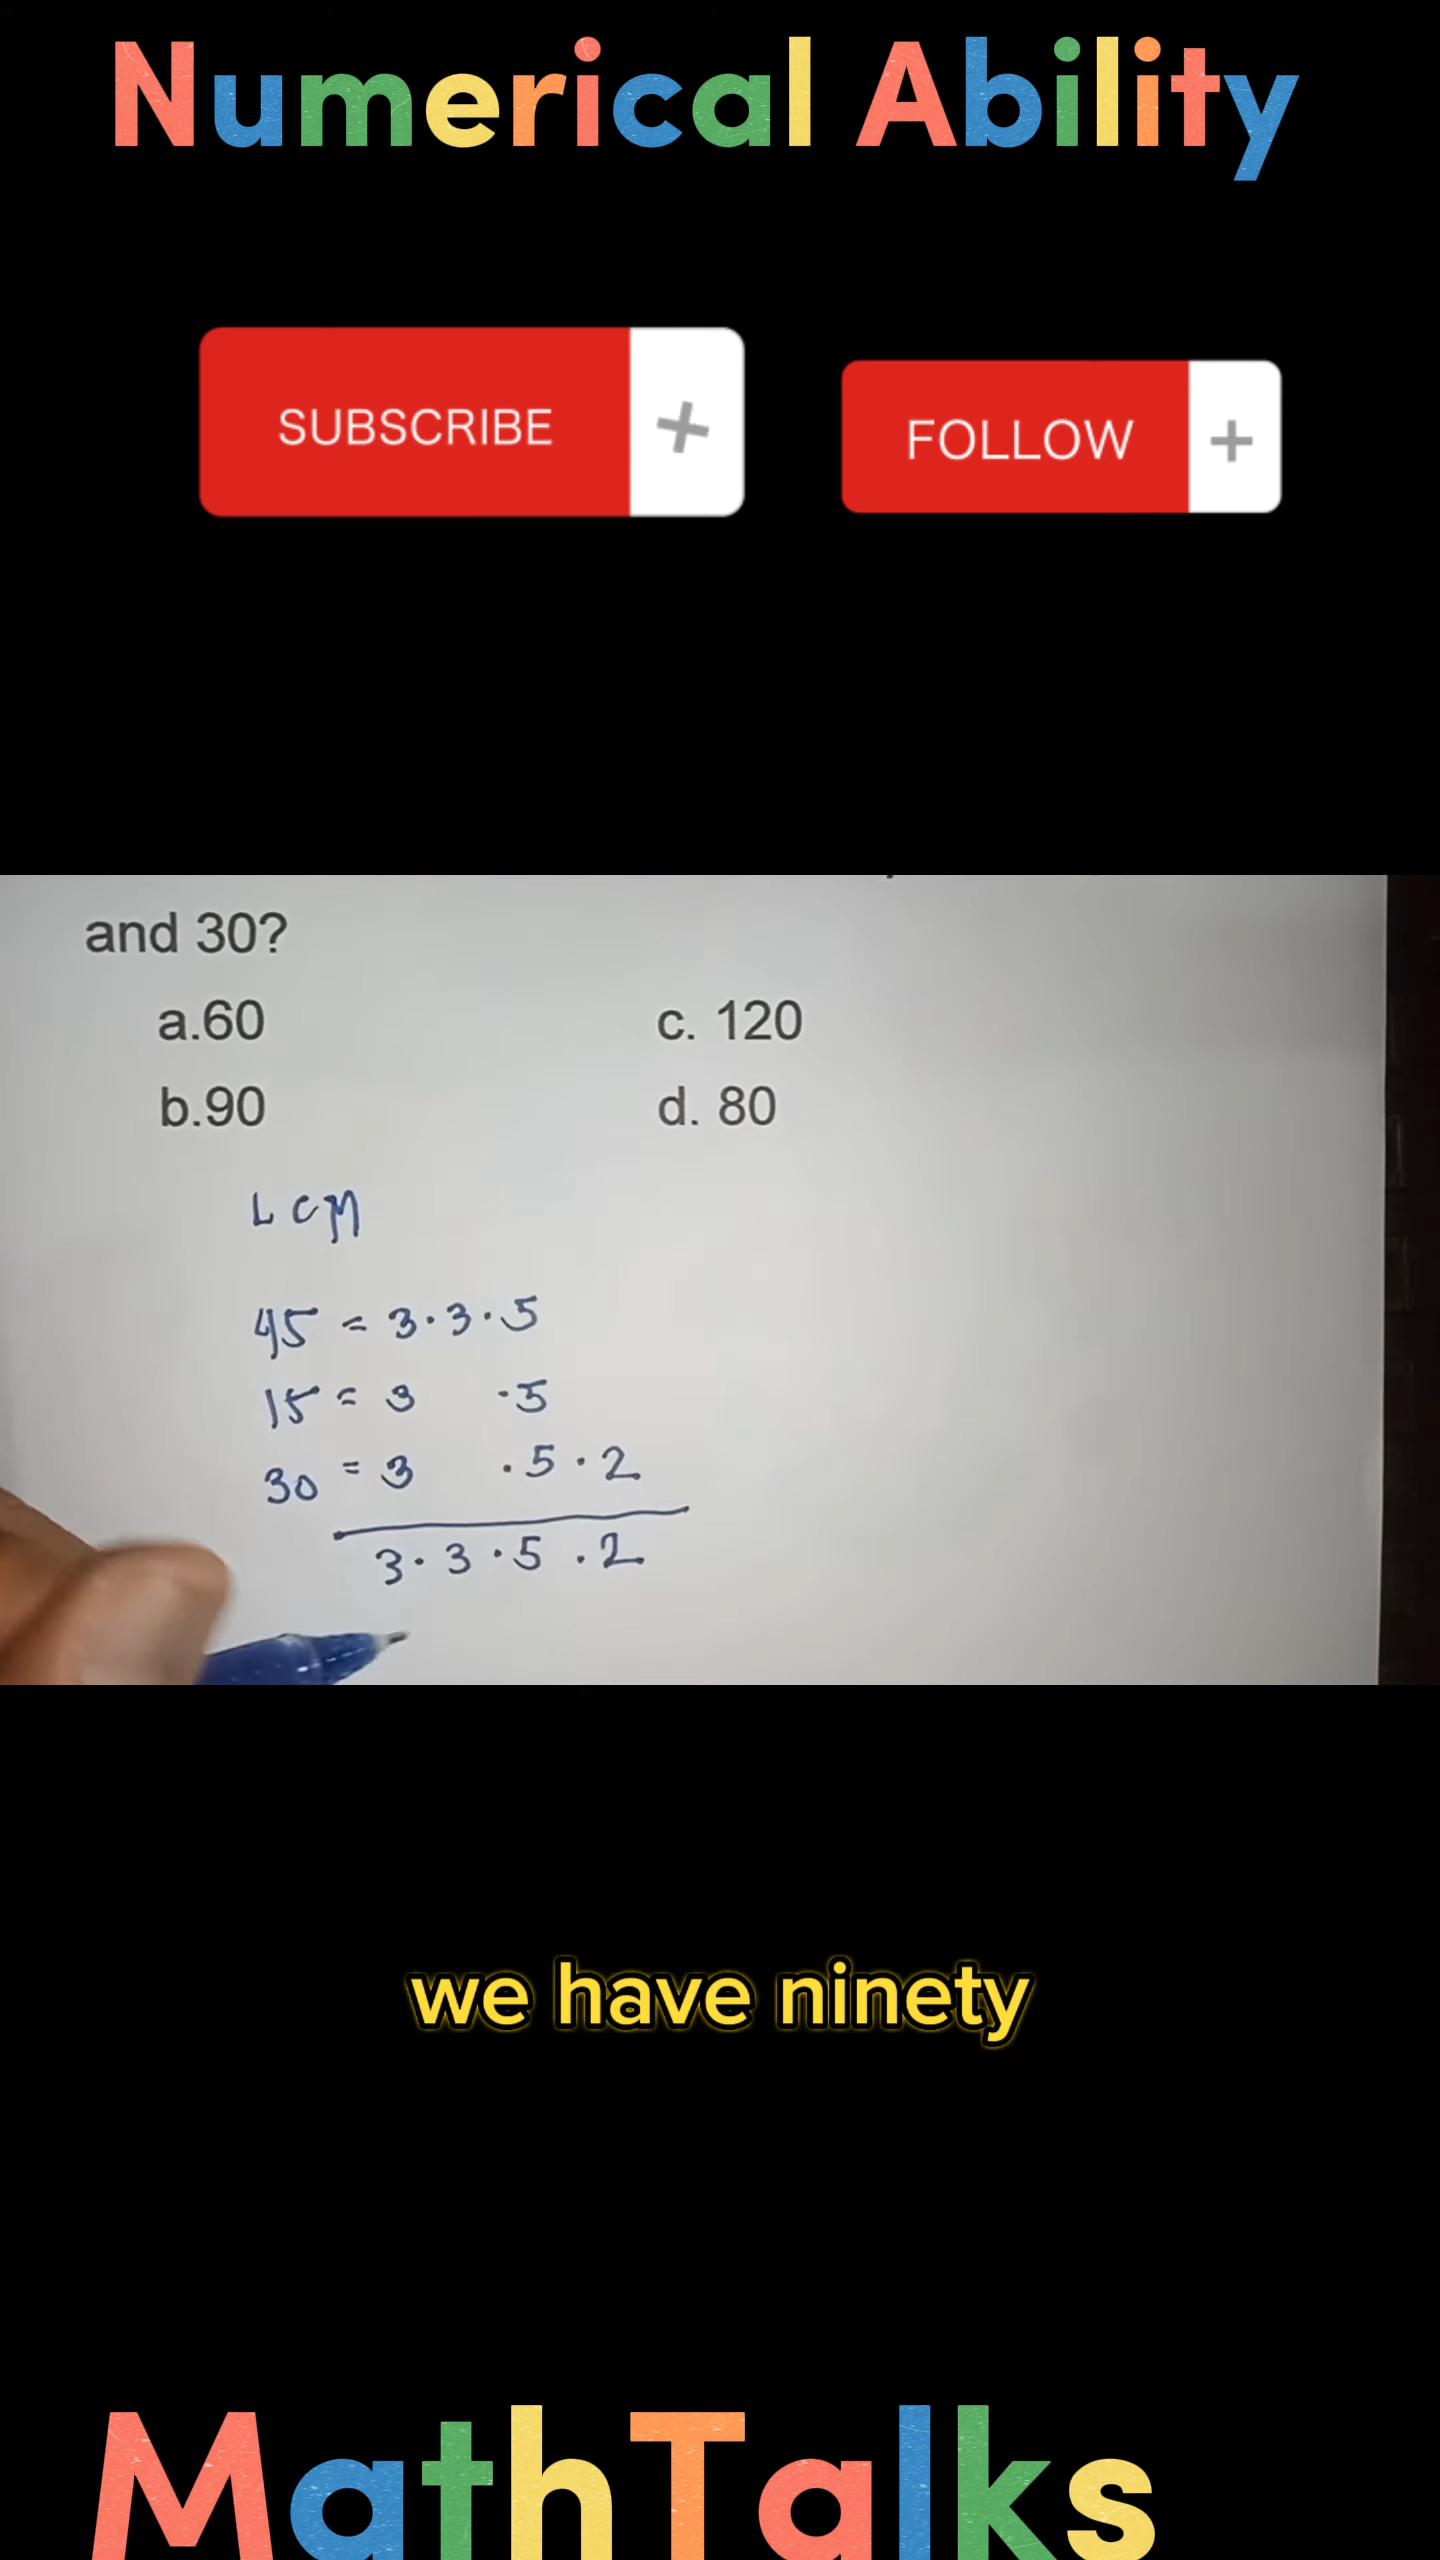 Numerical Ability
SUBSCRIBE +
FOLLOW +
and 30?
a.60
c. 120
b.90
d. 80
LCM
45 = 3·3·5
15 = 3 ·5
30 = 3 ·5·2
3·3·5·2
we have ninety
MathTalks